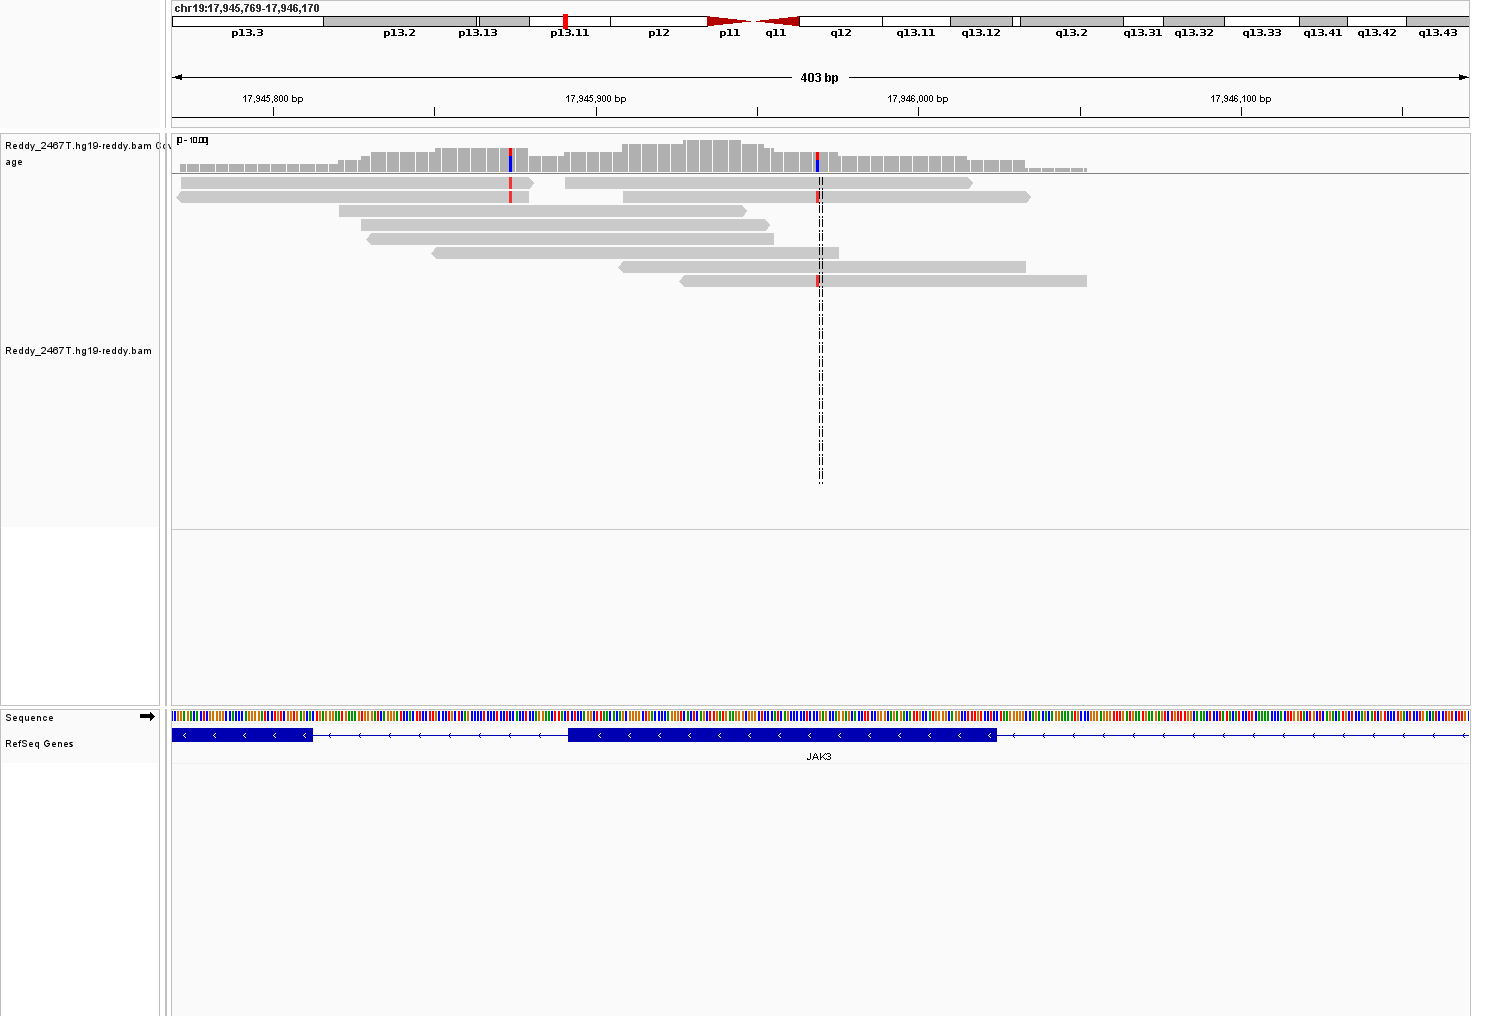 chr19:17,945,769-17,946,170
p13.3 p13.2 p13.13 p13.11 p12 p11 q11 q12 q13.11 q13.12 q13.2 q13.31 q13.32 q13.33 q13.41 q13.42 q13.43
403 bp
17,945,800 bp 17,945,900 bp 17,946,000 bp 17,946,100 bp
Reddy_2467T.hg19-reddy.bam Cov
age
[0 - 10.00]
Reddy_2467T.hg19-reddy.bam
Sequence
RefSeq Genes
JAK3